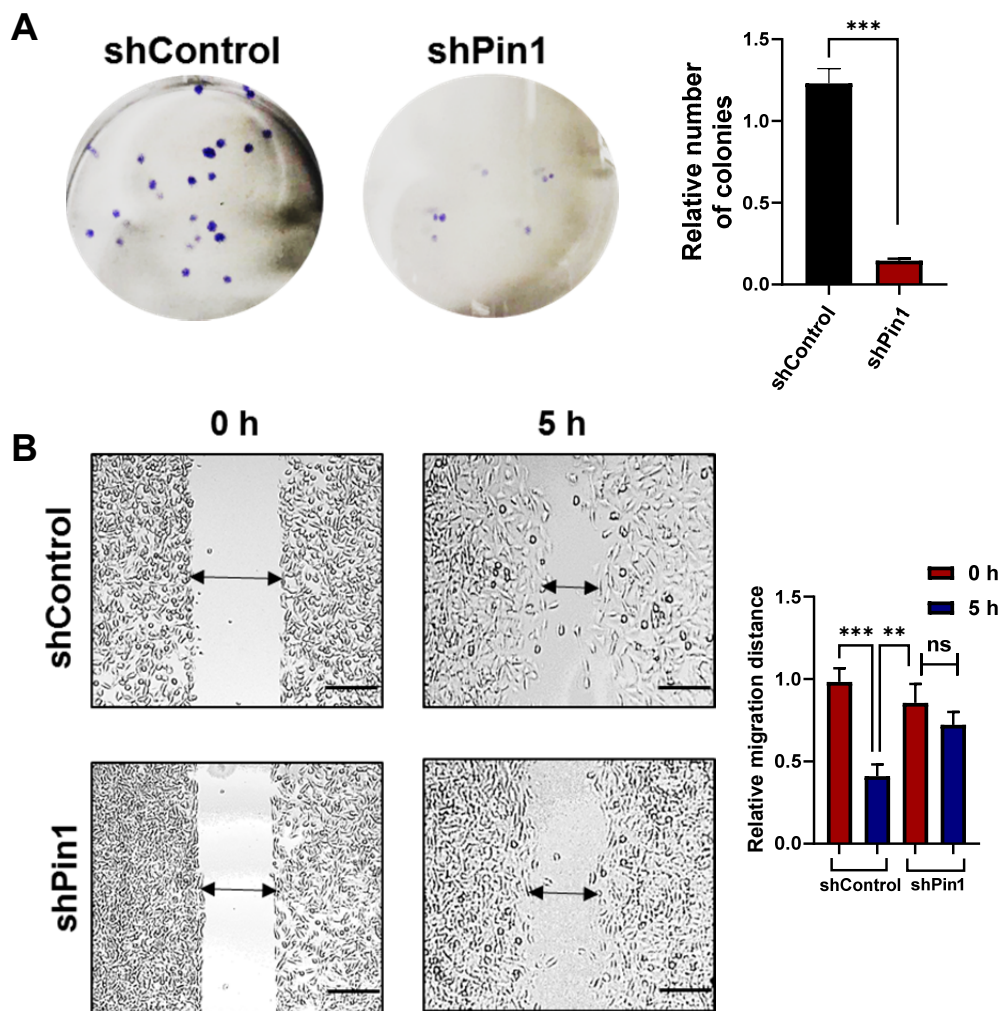 A
shControl
shPin1
***
Relative number
of colonies
1.5
1.0
0.5
0.0
shControl
shPin1
B
0 h
5 h
shControl
shPin1
0 h
5 h
Relative migration distance
1.5
1.0
0.5
0.0
***
**
ns
shControl
shPin1